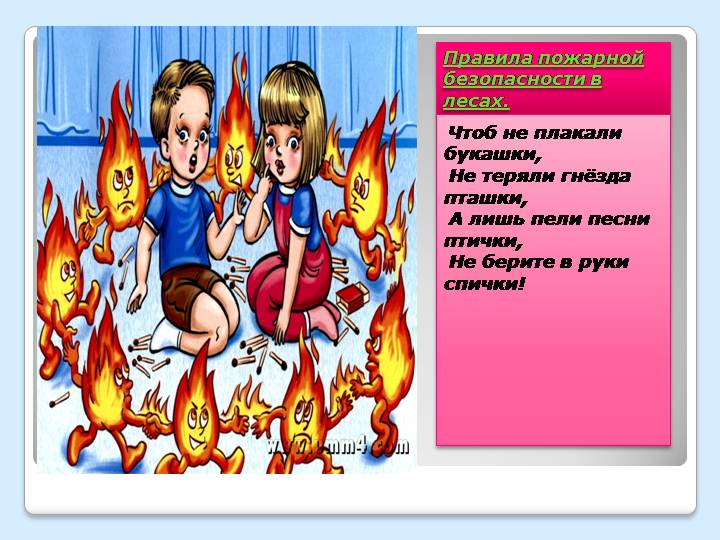 Правила пожарной
безопасности в
лесах.
Чтоб не плакали
букашки,
Не теряли гнёзда
пташки,
А лишь пели песни
птички,
Не берите в руки
спички!